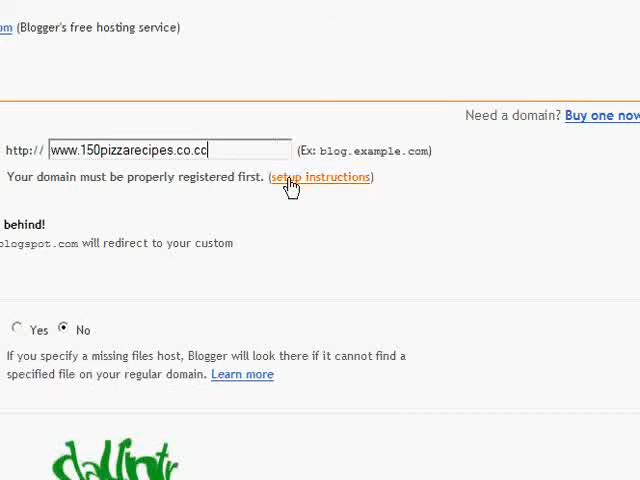 om (Blogger's free hosting service)
Need a domain? Buy one now
http:// www.150pizzarecipes.co.cc (Ex: blog.example.com)
Your domain must be properly registered first. (setup instructions)
behind!
blogspot.com will redirect to your custom
Yes No
If you specify a missing files host, Blogger will look there if it cannot find a
specified file on your regular domain. Learn more